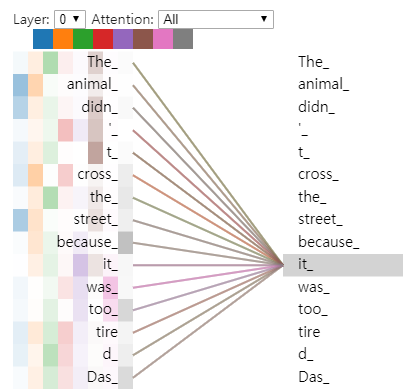 Layer: 0 Attention: All
The_ The_
animal_ animal_
didn_ didn_
'_ '_
t_ t_
cross_ cross_
the_ the_
street_ street_
because_ because_
it_ it_
was_ was_
too_ too_
tire tire
d_ d_
Das_ Das_